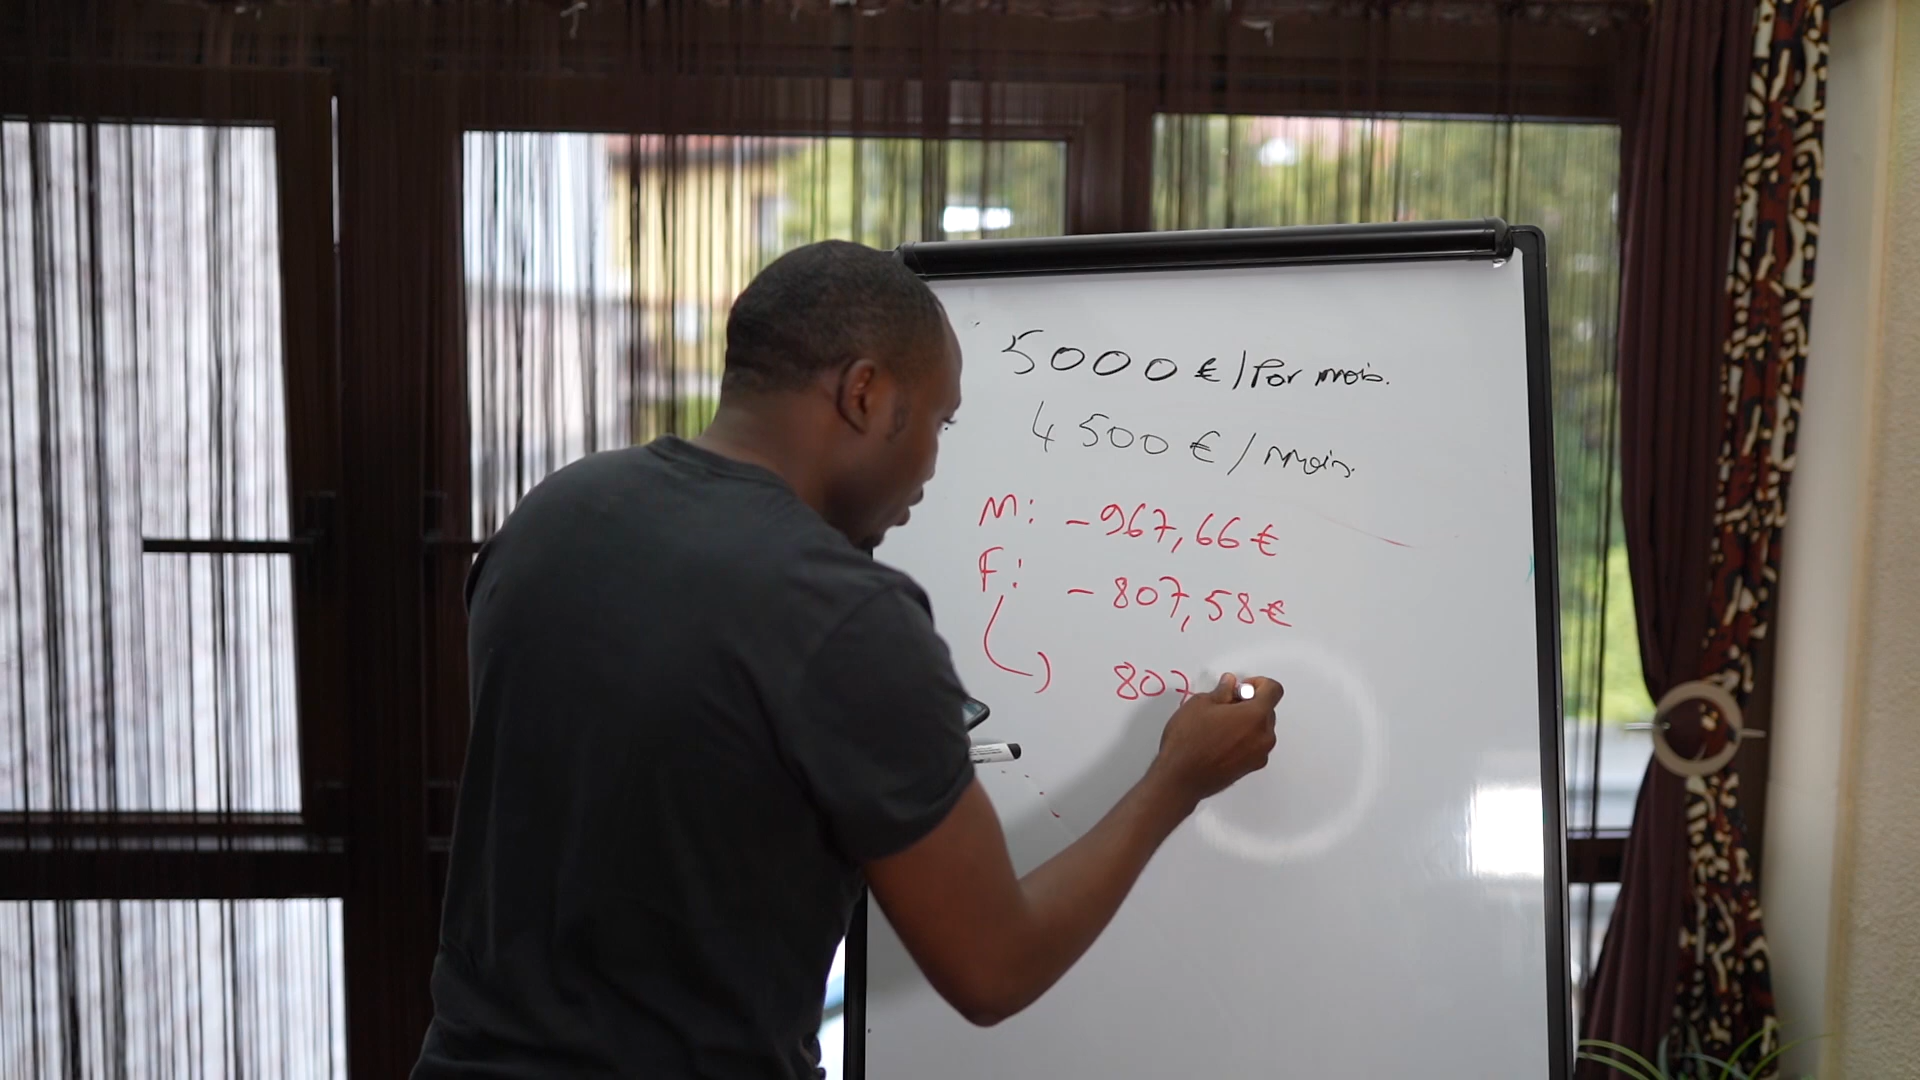 5000 € / Par mois.
4 500 € / mois.
M: - 967,66 €
F: - 807,58 €
807